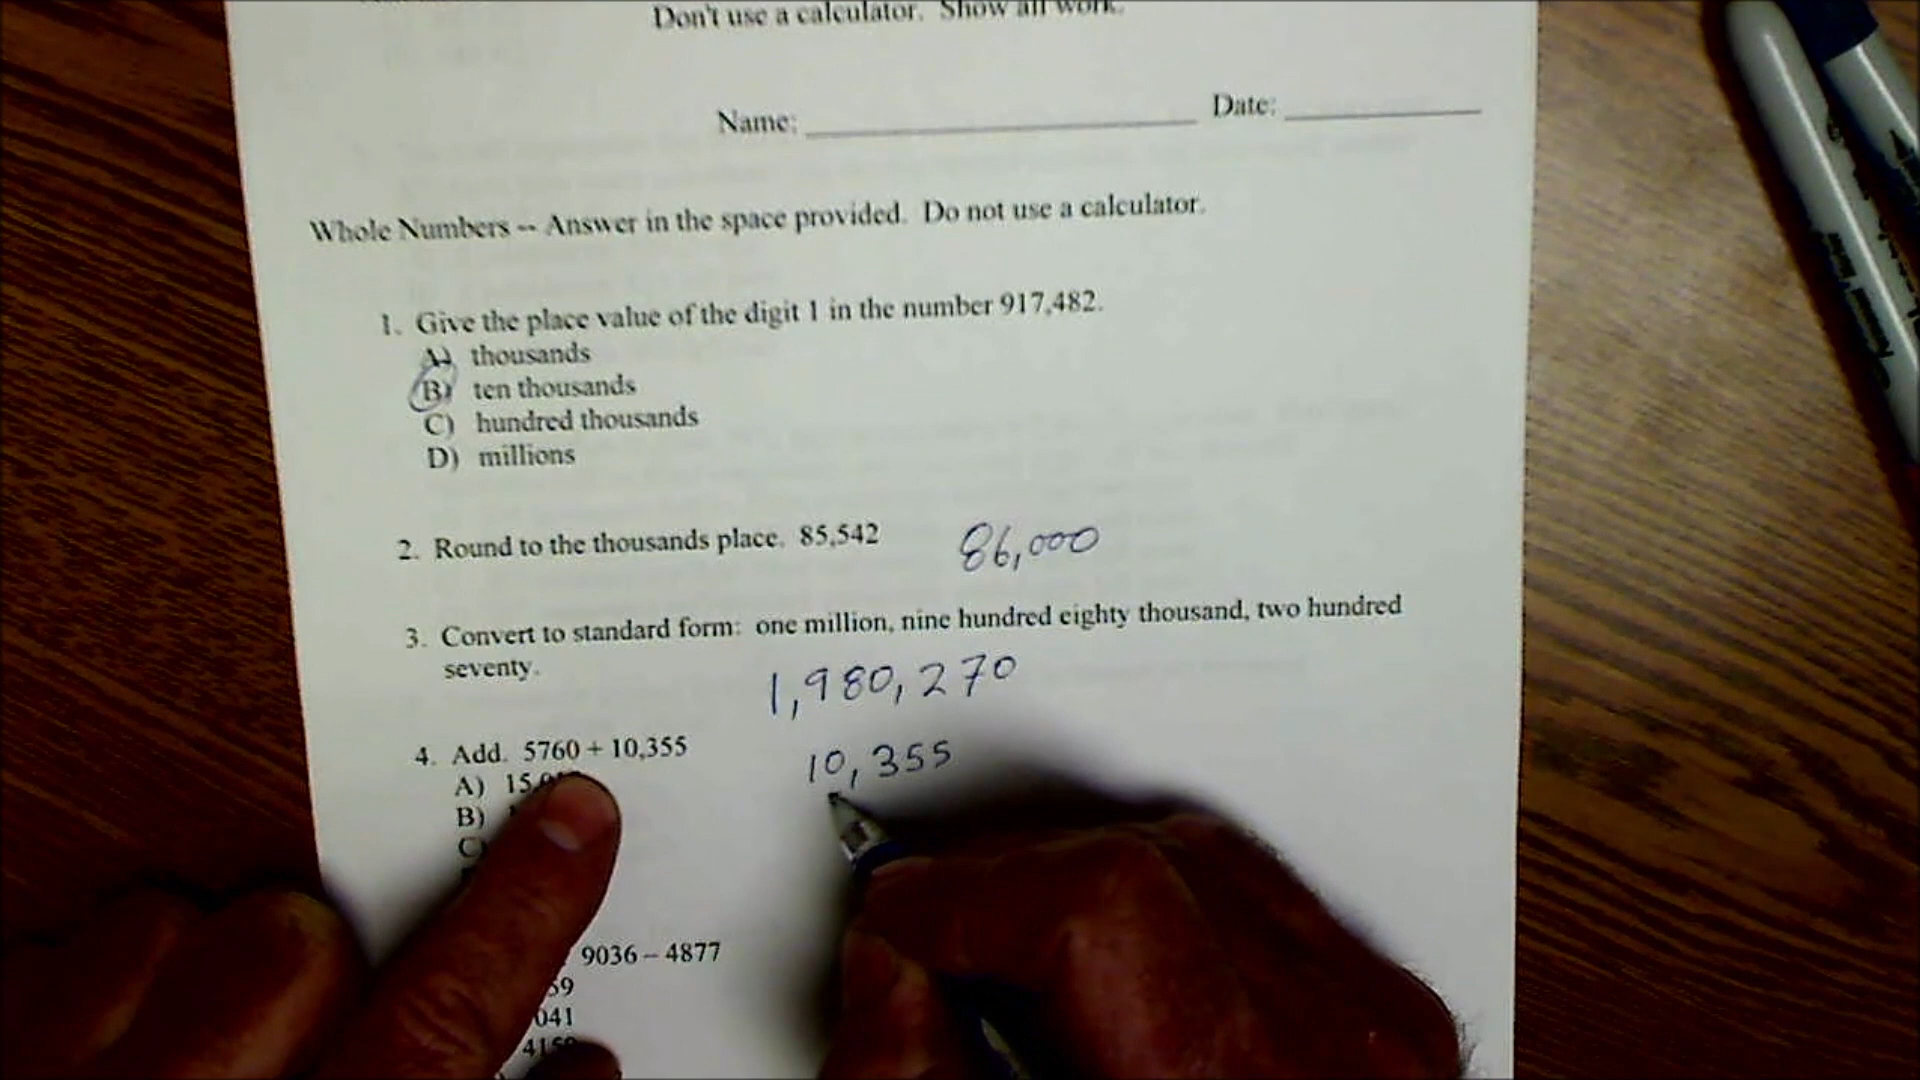 Don't use a calculator. Show all work.
Name: Date:
Whole Numbers -- Answer in the space provided. Do not use a calculator.
1. Give the place value of the digit 1 in the number 917,482.
A) thousands
B) ten thousands
C) hundred thousands
D) millions
2. Round to the thousands place. 85,542 86,000
3. Convert to standard form: one million, nine hundred eighty thousand, two hundred
seventy.
1,980,270
4. Add. 5760 + 10,355 10,355
A) 15,
B)
C)
9036 – 4877
59
041